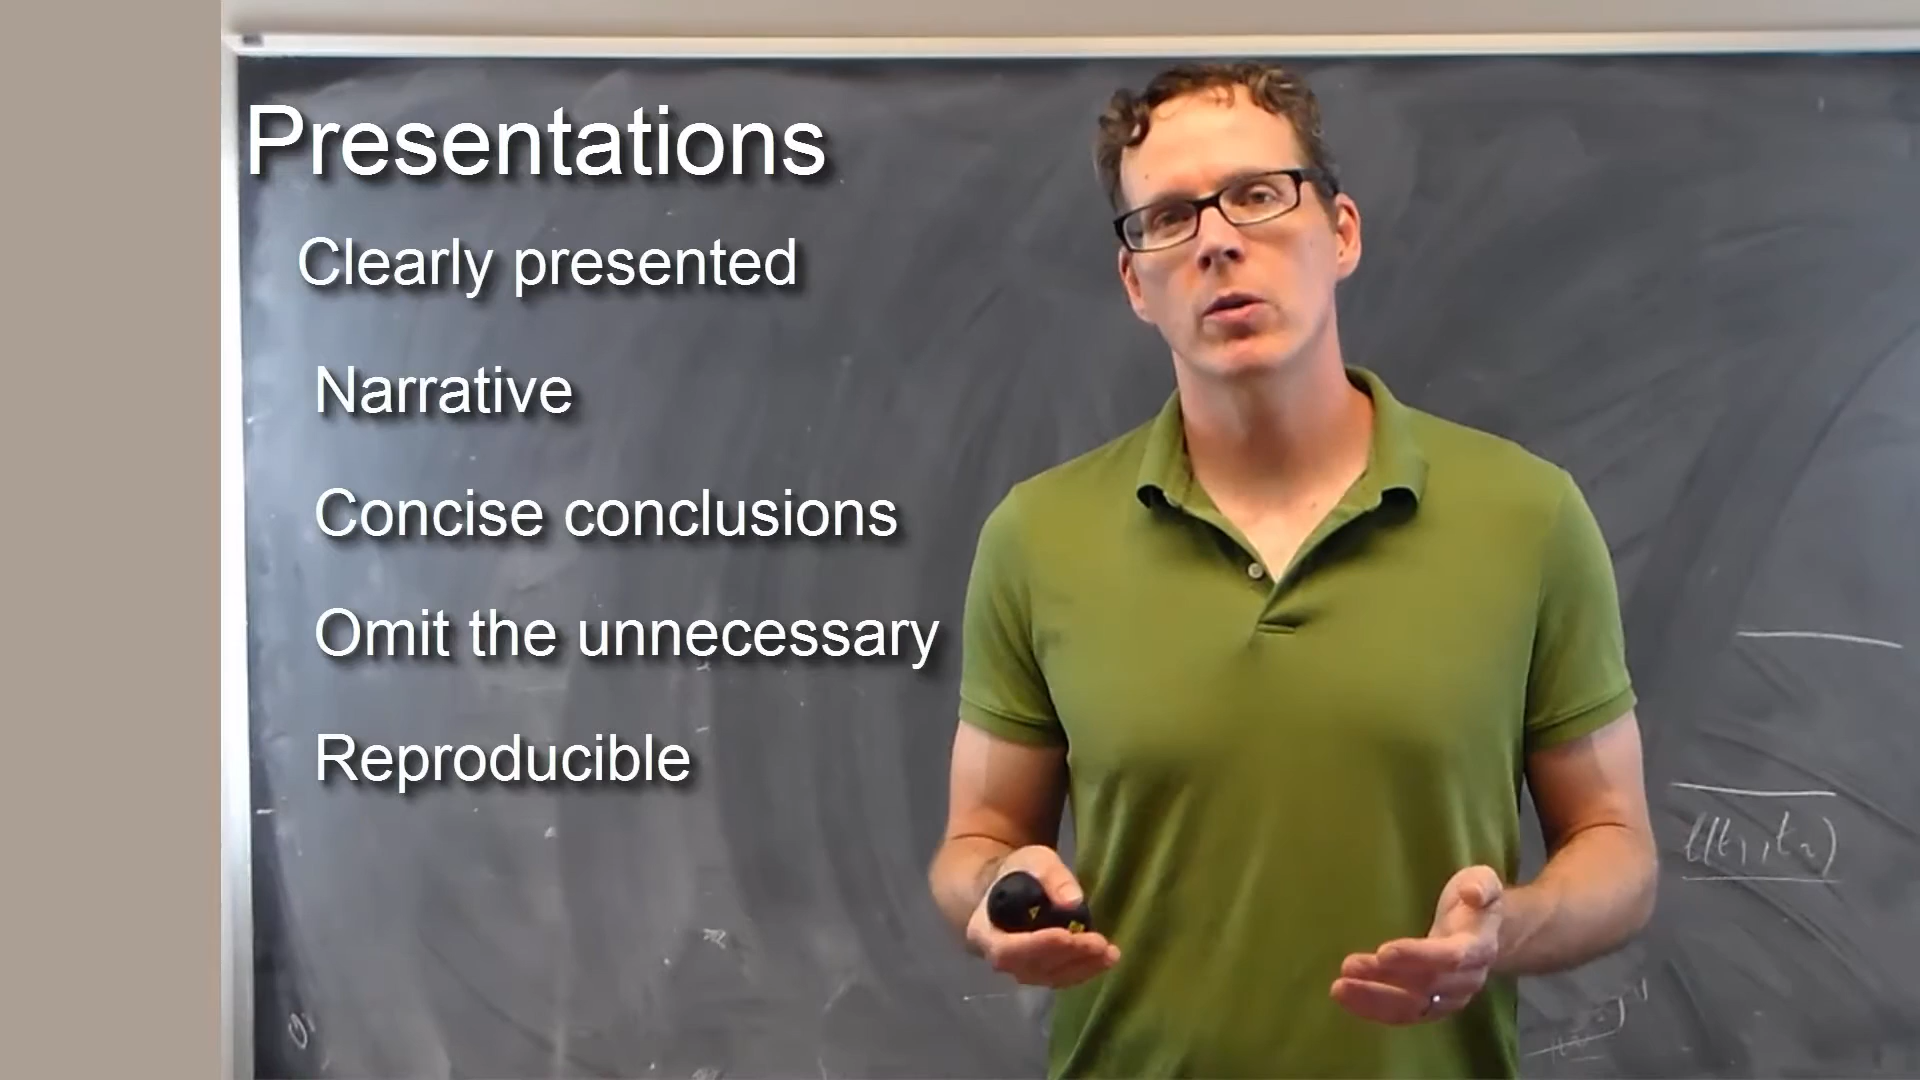 Presentations
Clearly presented
Narrative
Concise conclusions
Omit the unnecessary
Reproducible